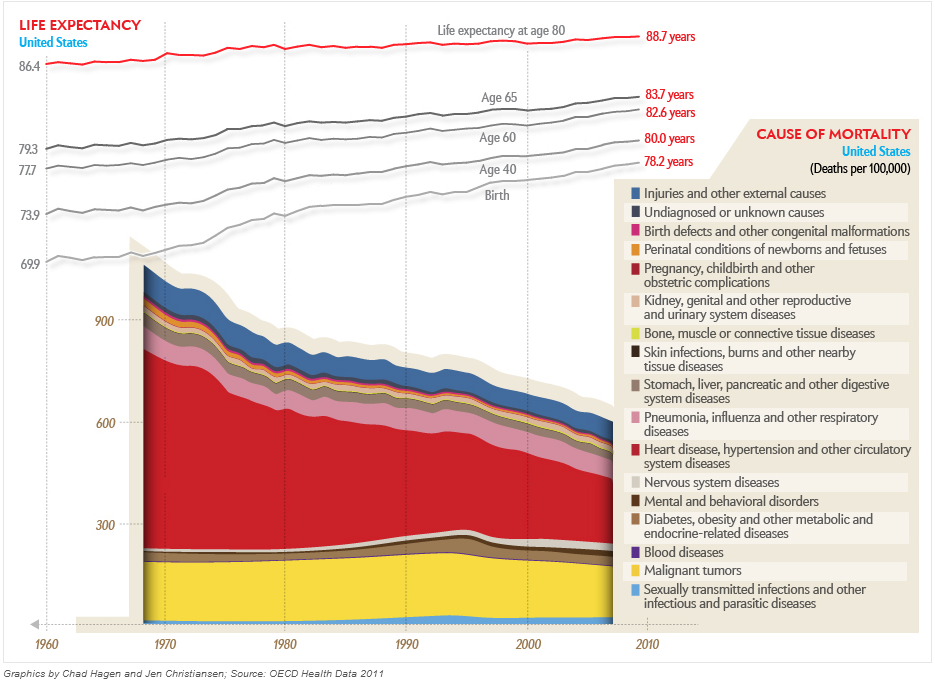 LIFE EXPECTANCY
United States
Life expectancy at age 80
88.7 years
86.4
Age 65
83.7 years
82.6 years
Age 60
80.0 years
79.3
77.7
Age 40
78.2 years
Birth
73.9
69.9
CAUSE OF MORTALITY
United States
(Deaths per 100,000)
Injuries and other external causes
Undiagnosed or unknown causes
Birth defects and other congenital malformations
Perinatal conditions of newborns and fetuses
Pregnancy, childbirth and other
obstetric complications
Kidney, genital and other reproductive
and urinary system diseases
Bone, muscle or connective tissue diseases
Skin infections, burns and other nearby
tissue diseases
Stomach, liver, pancreatic and other digestive
system diseases
Pneumonia, influenza and other respiratory
diseases
Heart disease, hypertension and other circulatory
system diseases
Nervous system diseases
Mental and behavioral disorders
Diabetes, obesity and other metabolic and
endocrine-related diseases
Blood diseases
Malignant tumors
Sexually transmitted infections and other
infectious and parasitic diseases
900
600
300
1960
1970
1980
1990
2000
2010
Graphics by Chad Hagen and Jen Christiansen; Source: OECD Health Data 2011